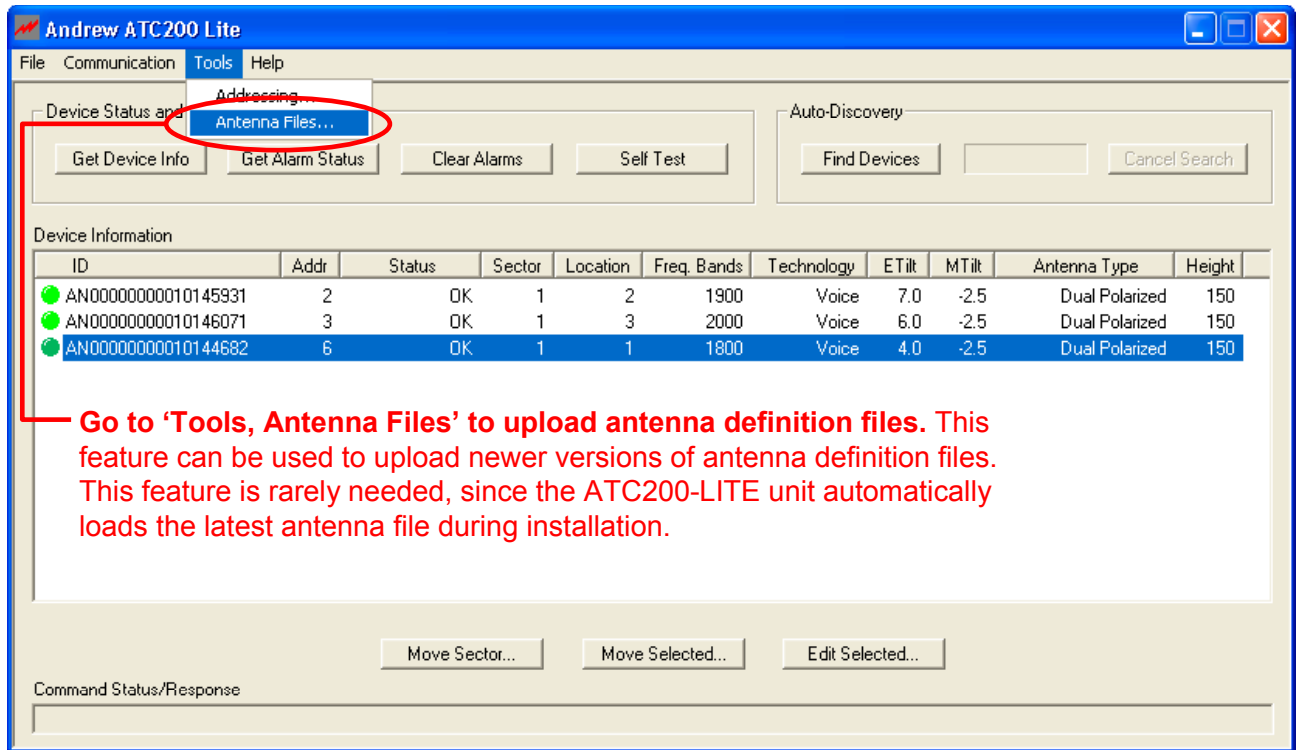 Andrew ATC200 Lite
File Communication Tools Help
Addressing...
Antenna Files...
Device Status and
Auto-Discovery
Get Device Info Get Alarm Status Clear Alarms Self Test Find Devices Cancel Search
Device Information
ID Addr Status Sector Location Freq. Bands Technology ETilt MTilt Antenna Type Height
AN00000000010145931 2 OK 1 2 1900 Voice 7.0 -2.5 Dual Polarized 150
AN00000000010146071 3 OK 1 3 2000 Voice 6.0 -2.5 Dual Polarized 150
AN00000000010144682 6 OK 1 1 1800 Voice 4.0 -2.5 Dual Polarized 150
Go to ‘Tools, Antenna Files’ to upload antenna definition files. This
feature can be used to upload newer versions of antenna definition files.
This feature is rarely needed, since the ATC200-LITE unit automatically
loads the latest antenna file during installation.
Move Sector... Move Selected... Edit Selected...
Command Status/Response